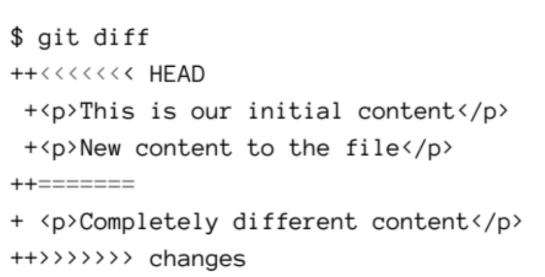 $ git diff
++<<<<<<< HEAD
 +<p>This is our initial content</p>
 +<p>New content to the file</p>
++=======
+ <p>Completely different content</p>
++>>>>>>> changes